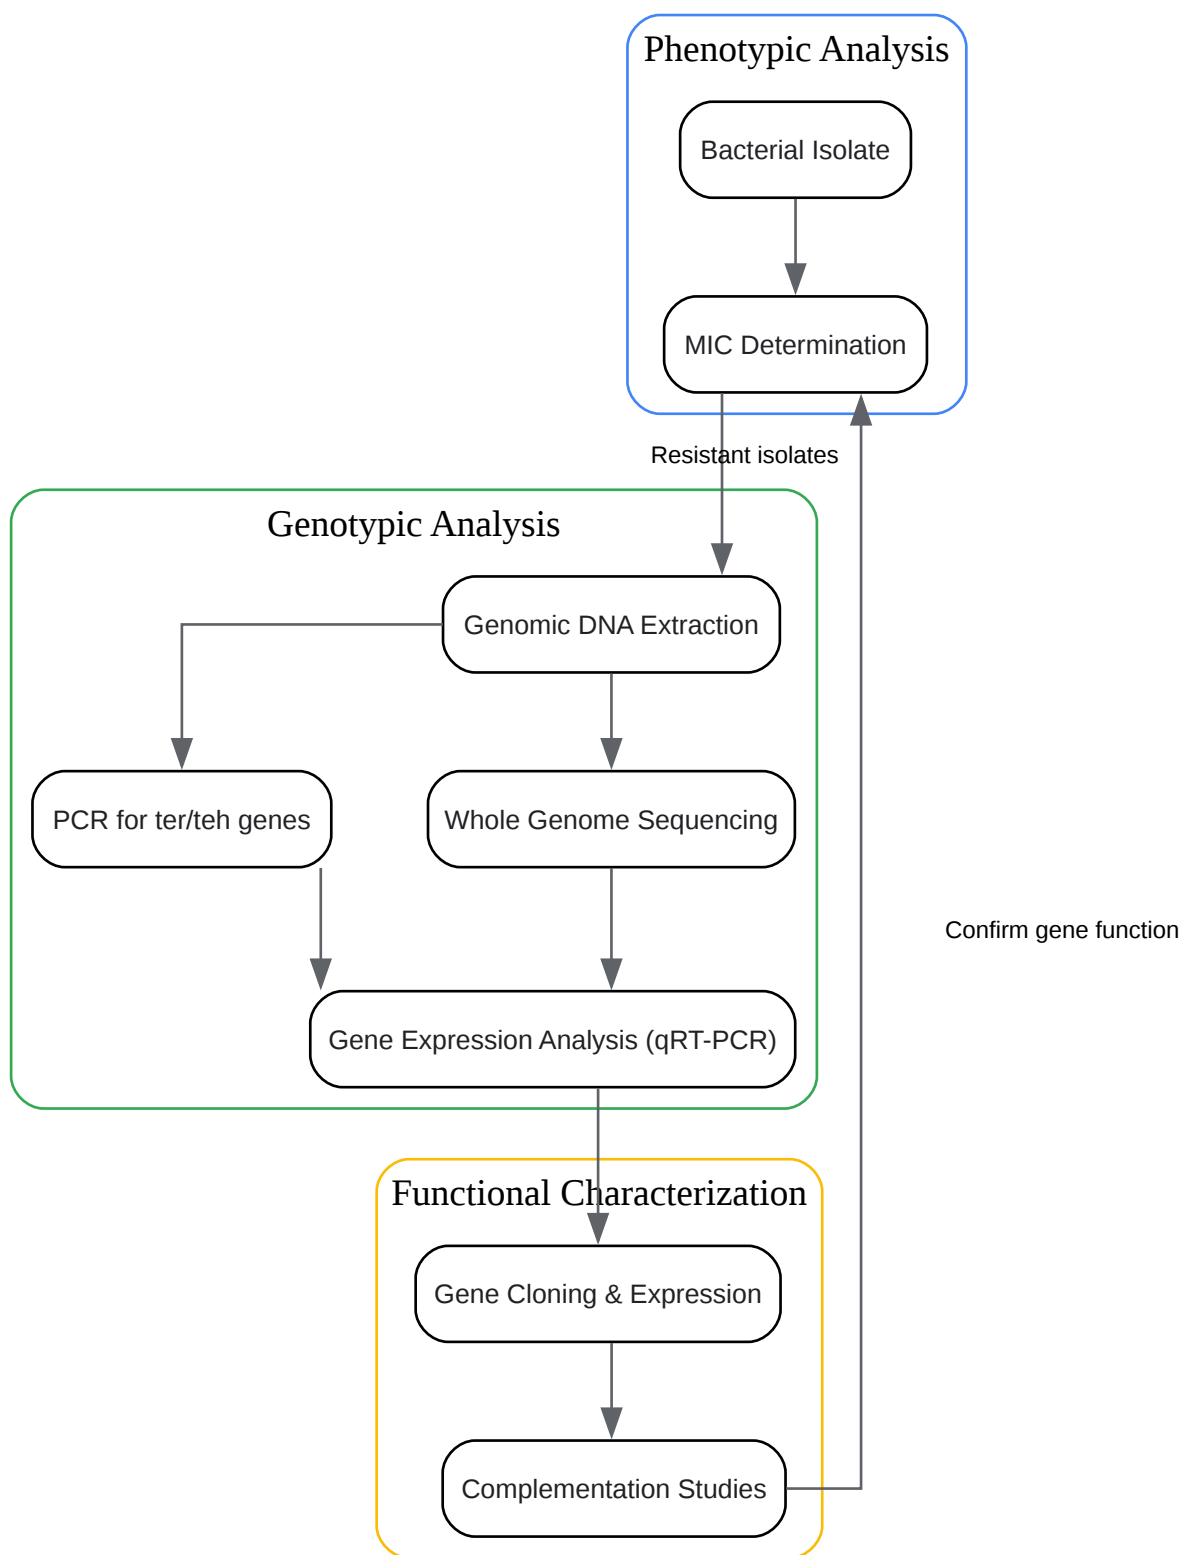 Phenotypic Analysis
Bacterial Isolate
MIC Determination
Resistant isolates
Genotypic Analysis
Genomic DNA Extraction
PCR for ter/teh genes
Whole Genome Sequencing
Confirm gene function
Gene Expression Analysis (qRT-PCR)
Functional Characterization
Gene Cloning & Expression
Complementation Studies